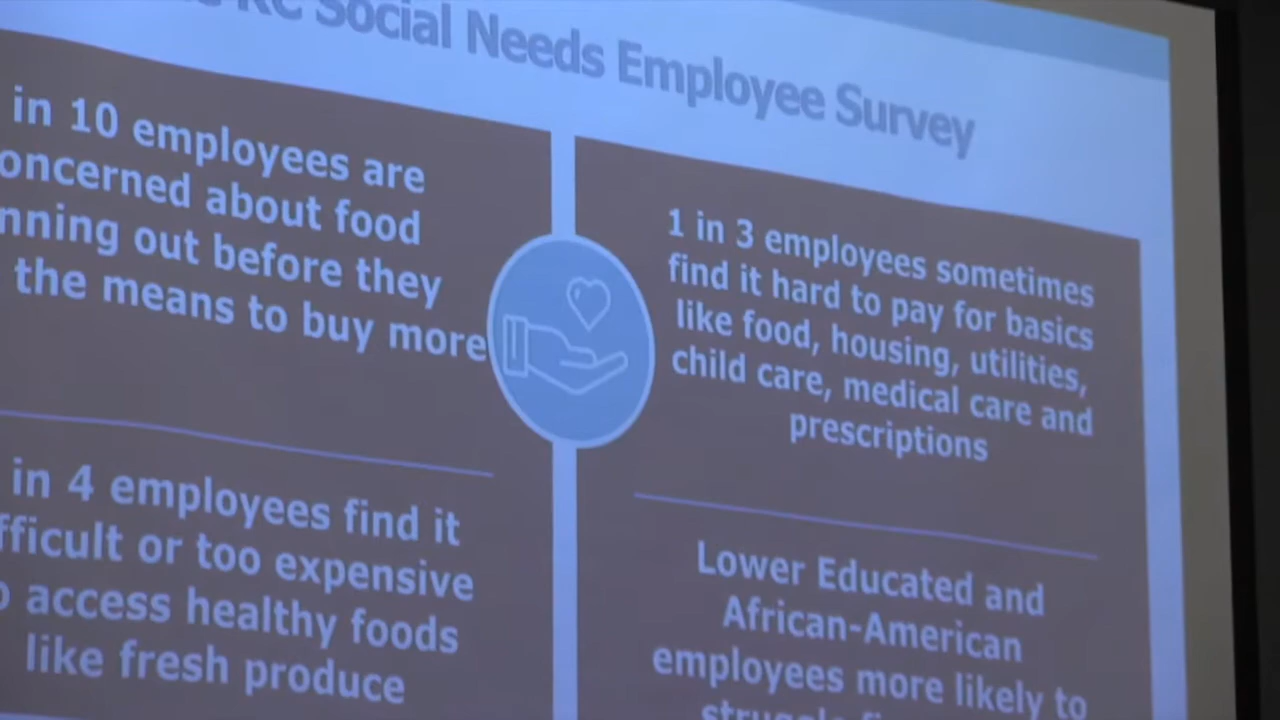 KC Social Needs Employee Survey
in 10 employees are
oncerned about food
nning out before they
the means to buy more
in 4 employees find it
fficult or too expensive
o access healthy foods
like fresh produce
1 in 3 employees sometimes
find it hard to pay for basics
like food, housing, utilities,
child care, medical care and
prescriptions
Lower Educated and
African-American
employees more likely to